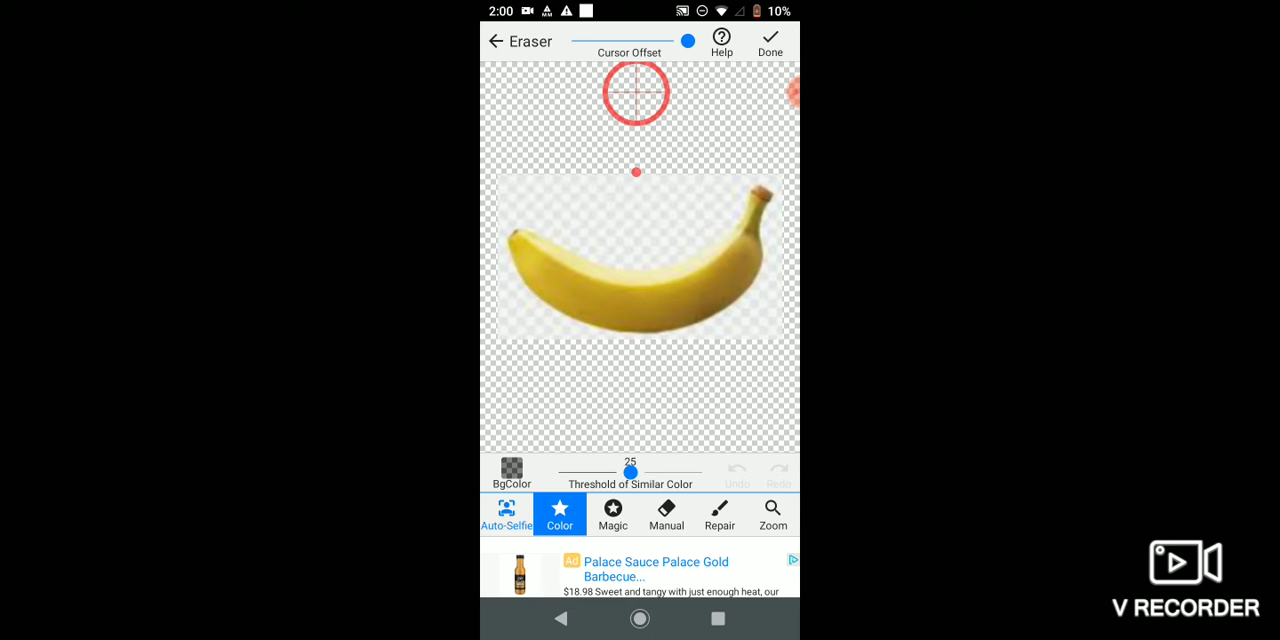 2:00
10%
Eraser
Cursor Offset
Help
Done
25
BgColor
Threshold of Similar Color
Undo
Redo
Auto-Selfie
Color
Magic
Manual
Repair
Zoom
Ad Palace Sauce Palace Gold
Barbecue...
$18.98 Sweet and tangy with just enough heat, our
V RECORDER